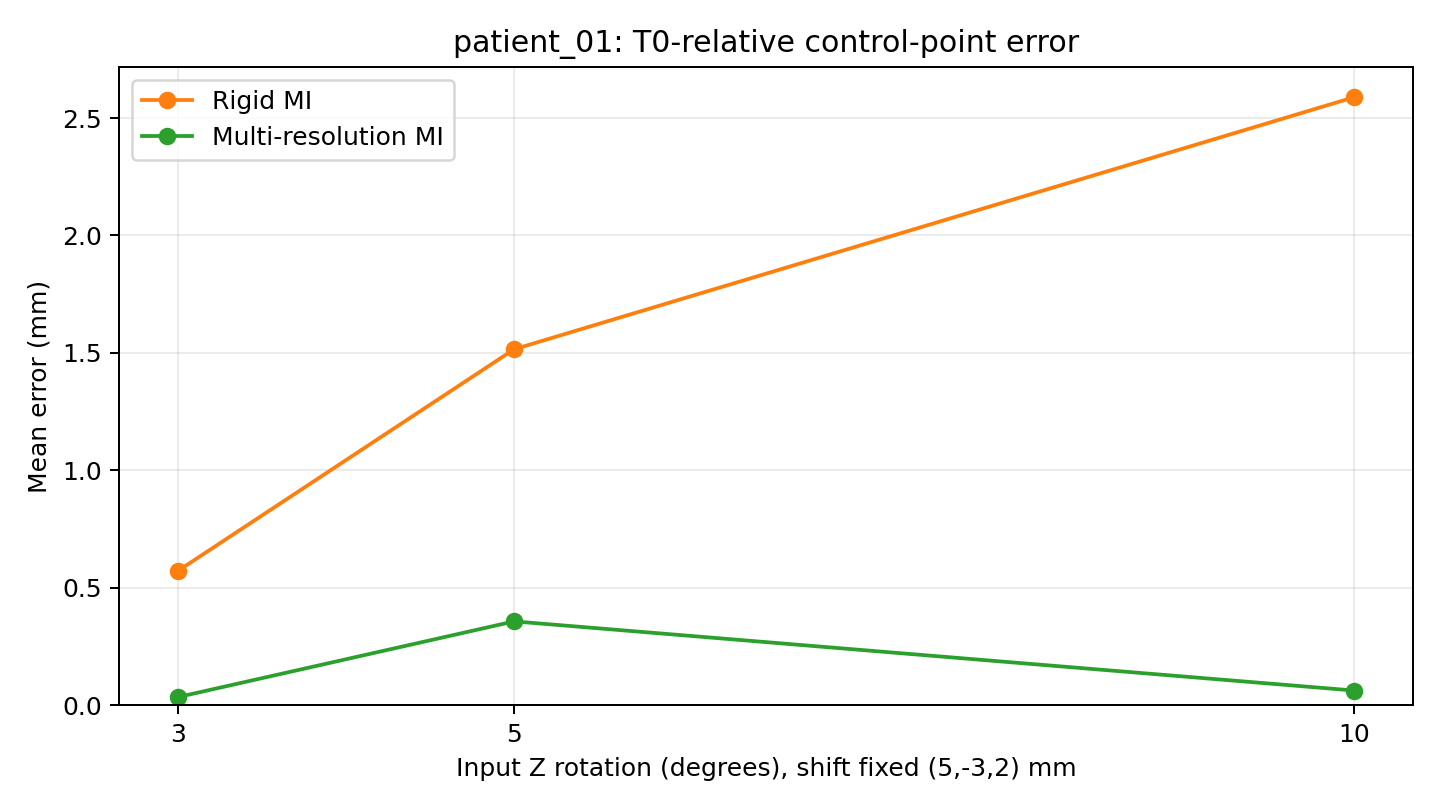 patient_01: T0-relative control-point error
Rigid MI
Multi-resolution MI
2.5
2.0
1.5
1.0
0.5
0.0
Mean error (mm)
3 5 10
Input Z rotation (degrees), shift fixed (5,-3,2) mm